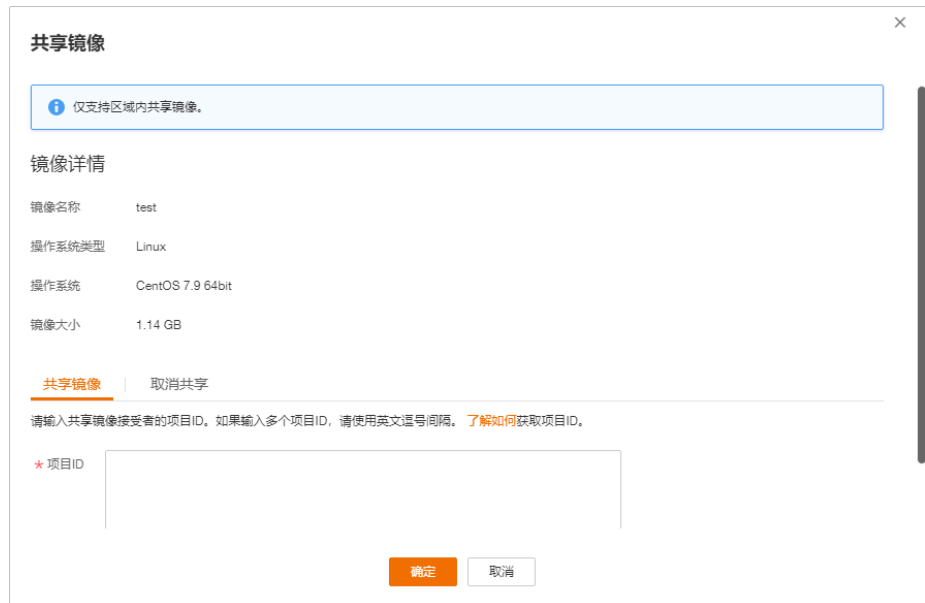 共享镜像
仅支持区域内共享镜像。
镜像详情
镜像名称 test
操作系统类型 Linux
操作系统 CentOS 7.9 64bit
镜像大小 1.14 GB
共享镜像 取消共享
请输入共享镜像接受者的项目ID。如果输入多个项目ID，请使用英文逗号间隔。 了解如何获取项目ID。
* 项目ID
确定 取消